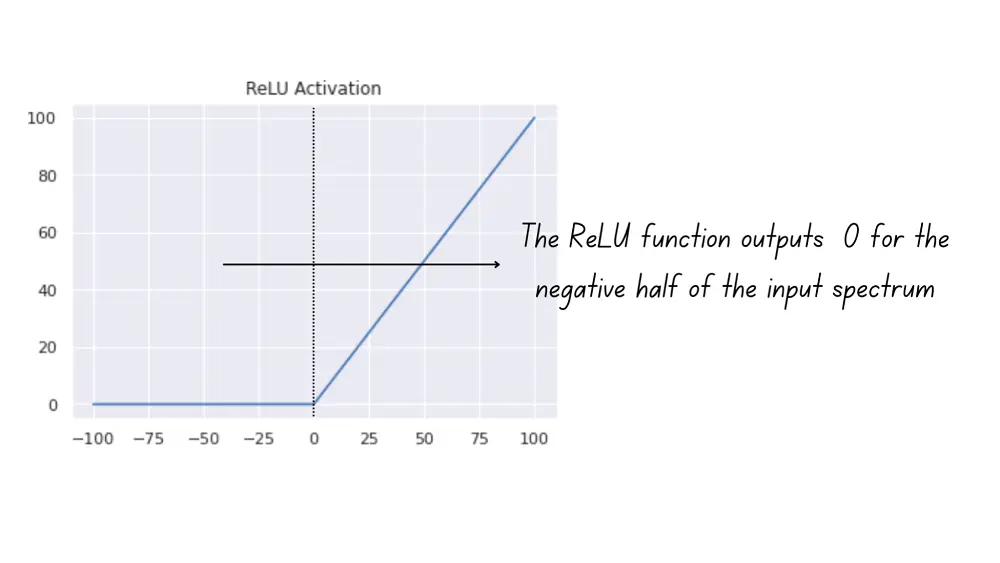 ReLU Activation
100
80
60
The ReLU function outputs 0 for the
40
negative half of the input spectrum
20
0
−100 −75 −50 −25 0 25 50 75 100